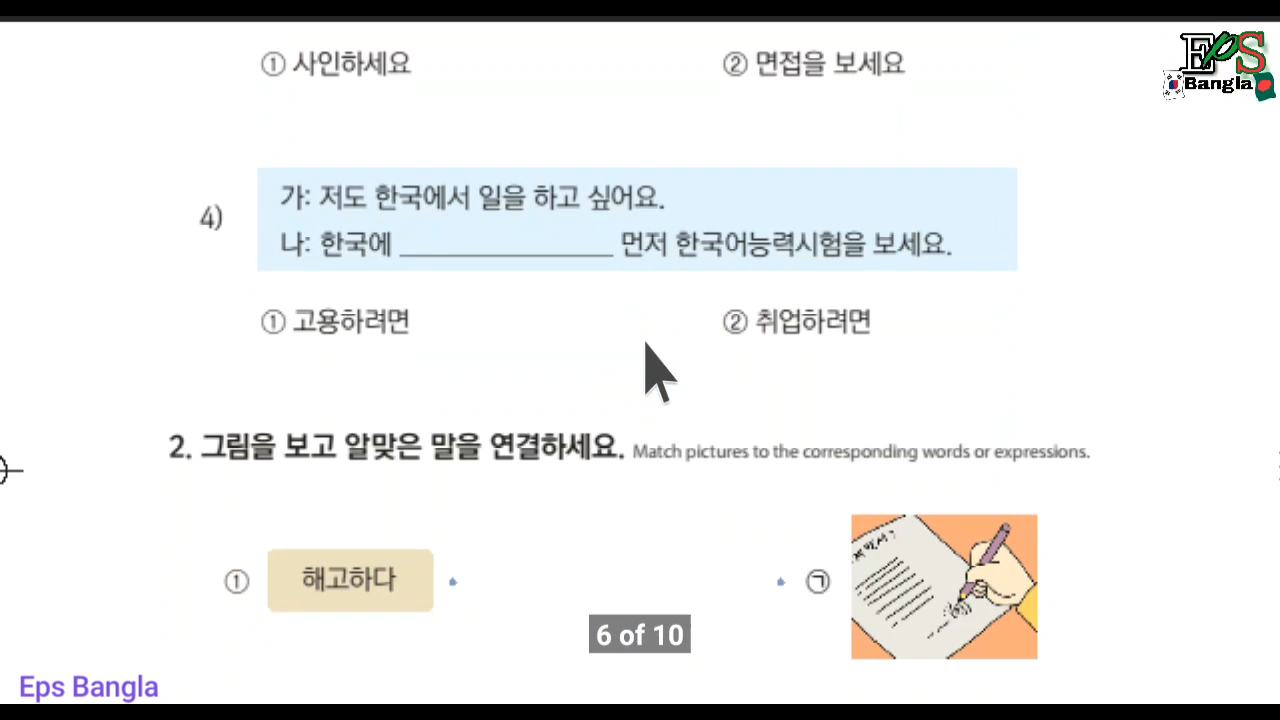 ① 사인하세요 ② 면접을 보세요
EPS
Bangla
4)
가: 저도 한국에서 일을 하고 싶어요.
나: 한국에 ______________ 먼저 한국어능력시험을 보세요.
① 고용하려면 ② 취업하려면
2. 그림을 보고 알맞은 말을 연결하세요. Match pictures to the corresponding words or expressions.
① 해고하다 • • ㉠
6 of 10
Eps Bangla